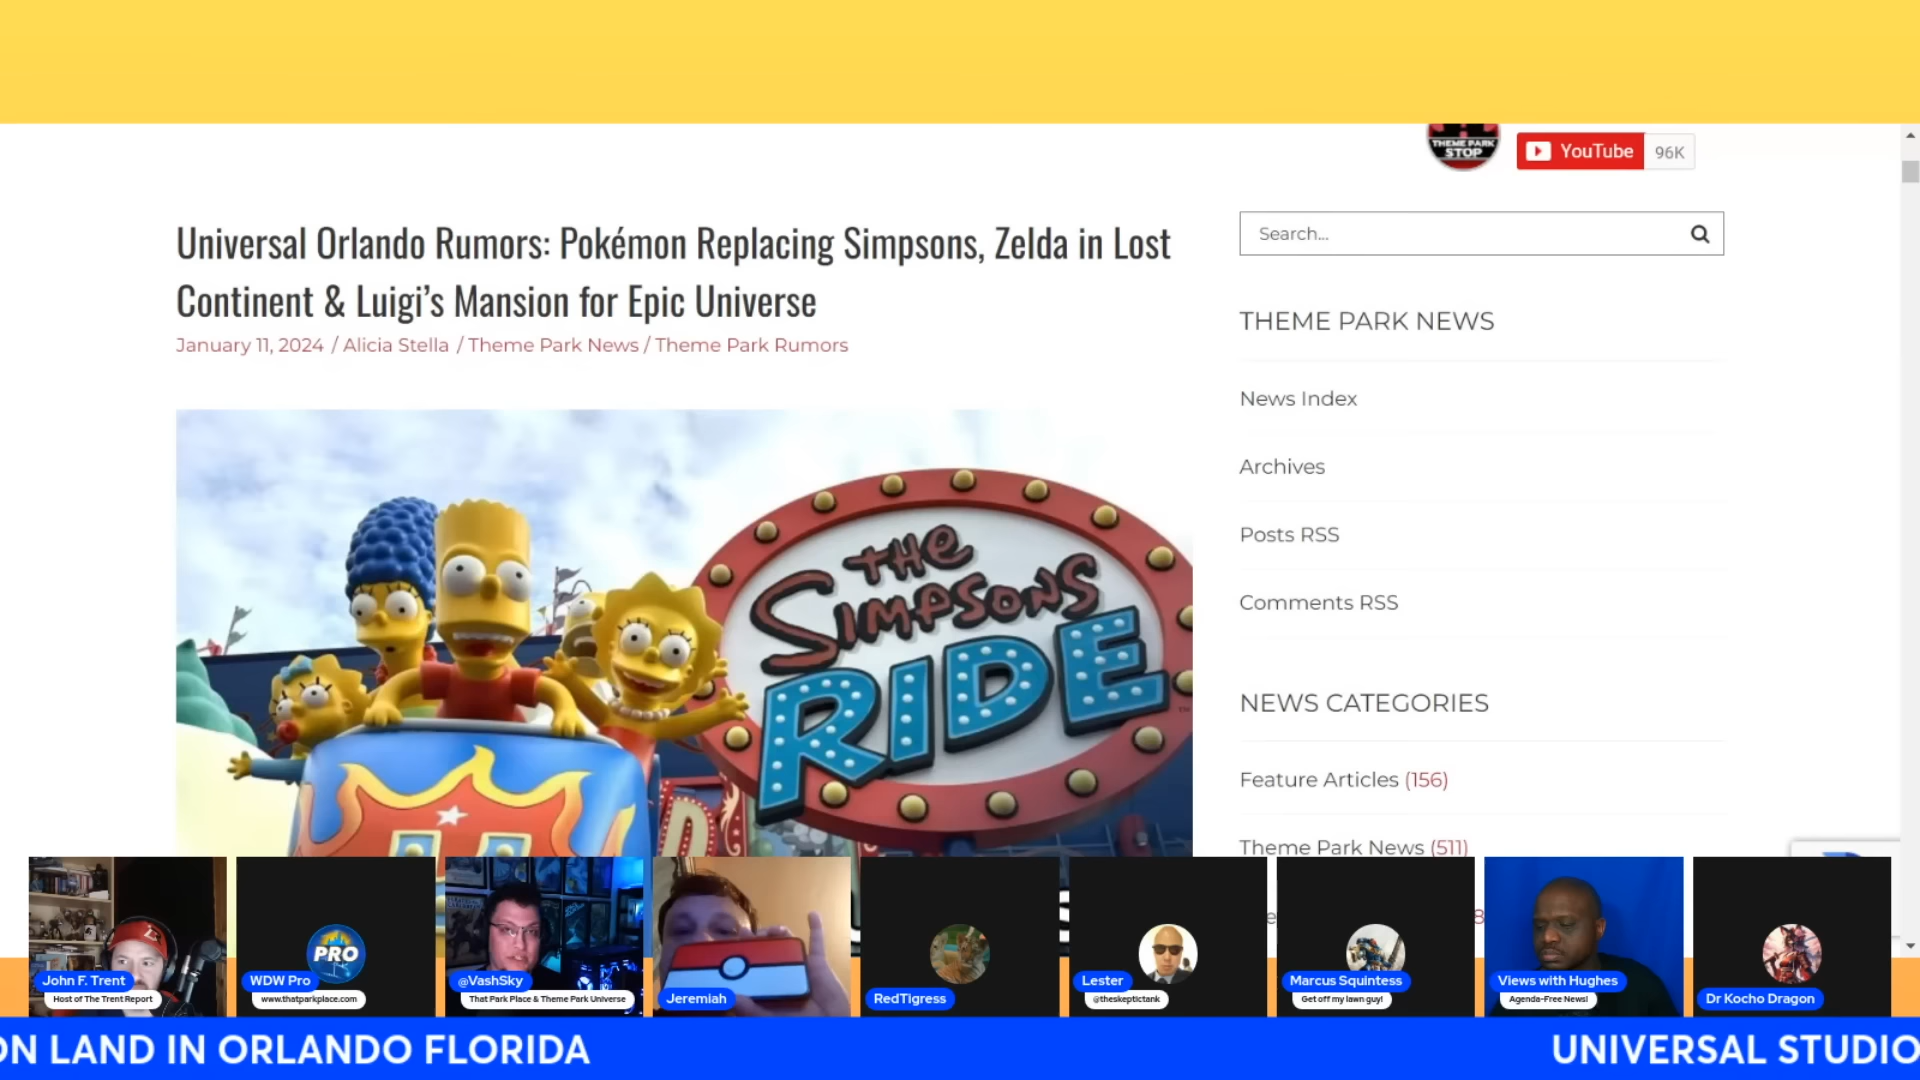 THEME PARK
STOP
YouTube 96K
Universal Orlando Rumors: Pokémon Replacing Simpsons, Zelda in Lost
Continent & Luigi’s Mansion for Epic Universe
January 11, 2024 / Alicia Stella / Theme Park News / Theme Park Rumors
Search...
THEME PARK NEWS
News Index
Archives
Posts RSS
Comments RSS
NEWS CATEGORIES
Feature Articles (156)
Theme Park News (511)
THE
SIMPSONS
RIDE
John F. Trent
Host of The Trent Report
PRO
WDW Pro
www.thatparkplace.com
@VashSky
That Park Place & Theme Park Universe
Jeremiah
RedTigress
Lester
@theskeptictank
Marcus Squintess
Get off my lawn guy!
Views with Hughes
Agenda-Free News!
Dr Kocho Dragon
ON LAND IN ORLANDO FLORIDA
UNIVERSAL STUDIO